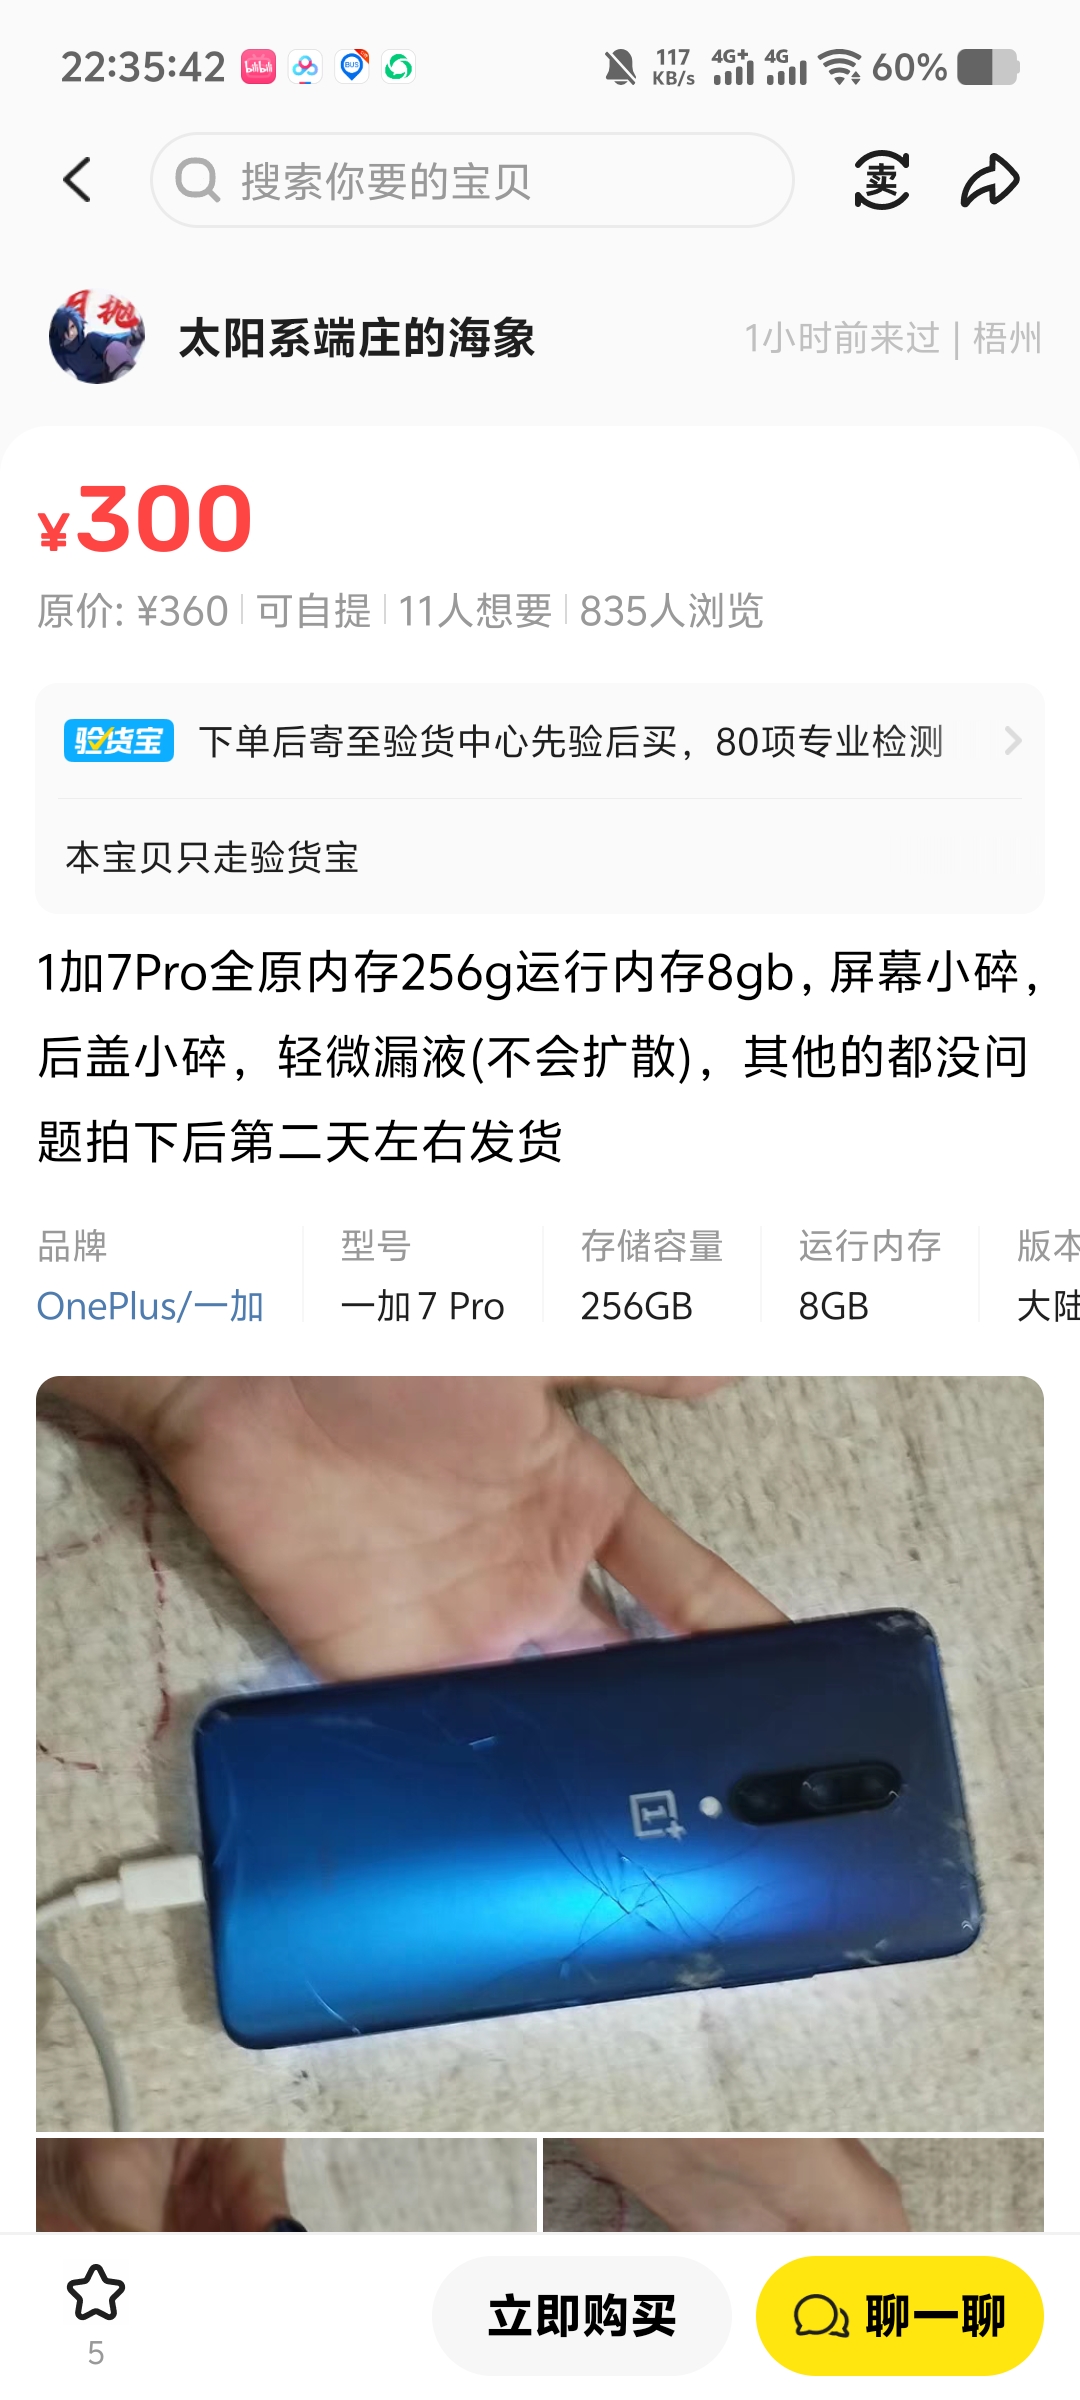 22:35:42 bilibili BUS 117 KB/s 4G+ 4G 60%
搜索你要的宝贝 卖
太阳系端庄的海象 1小时前来过 | 梧州
¥300
原价: ¥360 可自提 11人想要 835人浏览
验货宝 下单后寄至验货中心先验后买，80项专业检测
本宝贝只走验货宝
1加7Pro全原内存256g运行内存8gb，屏幕小碎，
后盖小碎，轻微漏液(不会扩散)，其他的都没问
题拍下后第二天左右发货
品牌 型号 存储容量 运行内存 版本
OnePlus/一加 一加 7 Pro 256GB 8GB 大陆
1+
立即购买 聊一聊
5